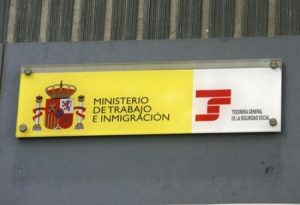 MINISTERIO
DE TRABAJO
E INMIGRACIÓN
TESORERÍA GENERAL
DE LA SEGURIDAD SOCIAL